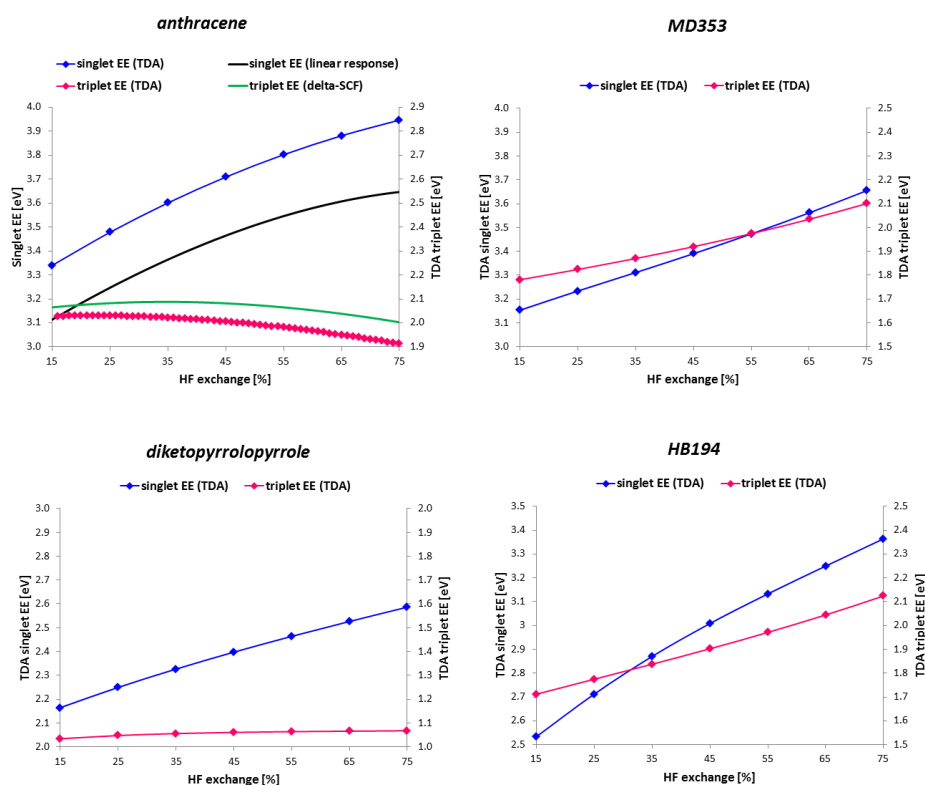 anthracene
singlet EE (TDA) singlet EE (linear response)
triplet EE (TDA) triplet EE (delta-SCF)
4.0 2.9
3.9 2.8
3.8 2.7
3.7 2.6
3.6 2.5
3.5 2.4
3.4 2.3
3.3 2.2
3.2 2.1
3.1 2.0
3.0 1.9
15 25 35 45 55 65 75
HF exchange [%]
Singlet EE [eV]
TDA triplet EE [eV]
MD353
singlet EE (TDA) triplet EE (TDA)
4.0 2.5
3.9 2.4
3.8 2.3
3.7 2.2
3.6 2.1
3.5 2.0
3.4 1.9
3.3 1.8
3.2 1.7
3.1 1.6
3.0 1.5
15 25 35 45 55 65 75
HF exchange [%]
TDA singlet EE [eV]
TDA triplet EE [eV]
diketopyrrolopyrrole
singlet EE (TDA) triplet EE (TDA)
3.0 2.0
2.9 1.9
2.8 1.8
2.7 1.7
2.6 1.6
2.5 1.5
2.4 1.4
2.3 1.3
2.2 1.2
2.1 1.1
2.0 1.0
15 25 35 45 55 65 75
HF exchange [%]
TDA singlet EE [eV]
TDA triplet EE [eV]
HB194
singlet EE (TDA) triplet EE (TDA)
3.5 2.5
3.4 2.4
3.3 2.3
3.2 2.2
3.1 2.1
3 2.0
2.9 1.9
2.8 1.8
2.7 1.7
2.6 1.6
2.5 1.5
15 25 35 45 55 65 75
HF exchange [%]
TDA singlet EE [eV]
TDA triplet EE [eV]